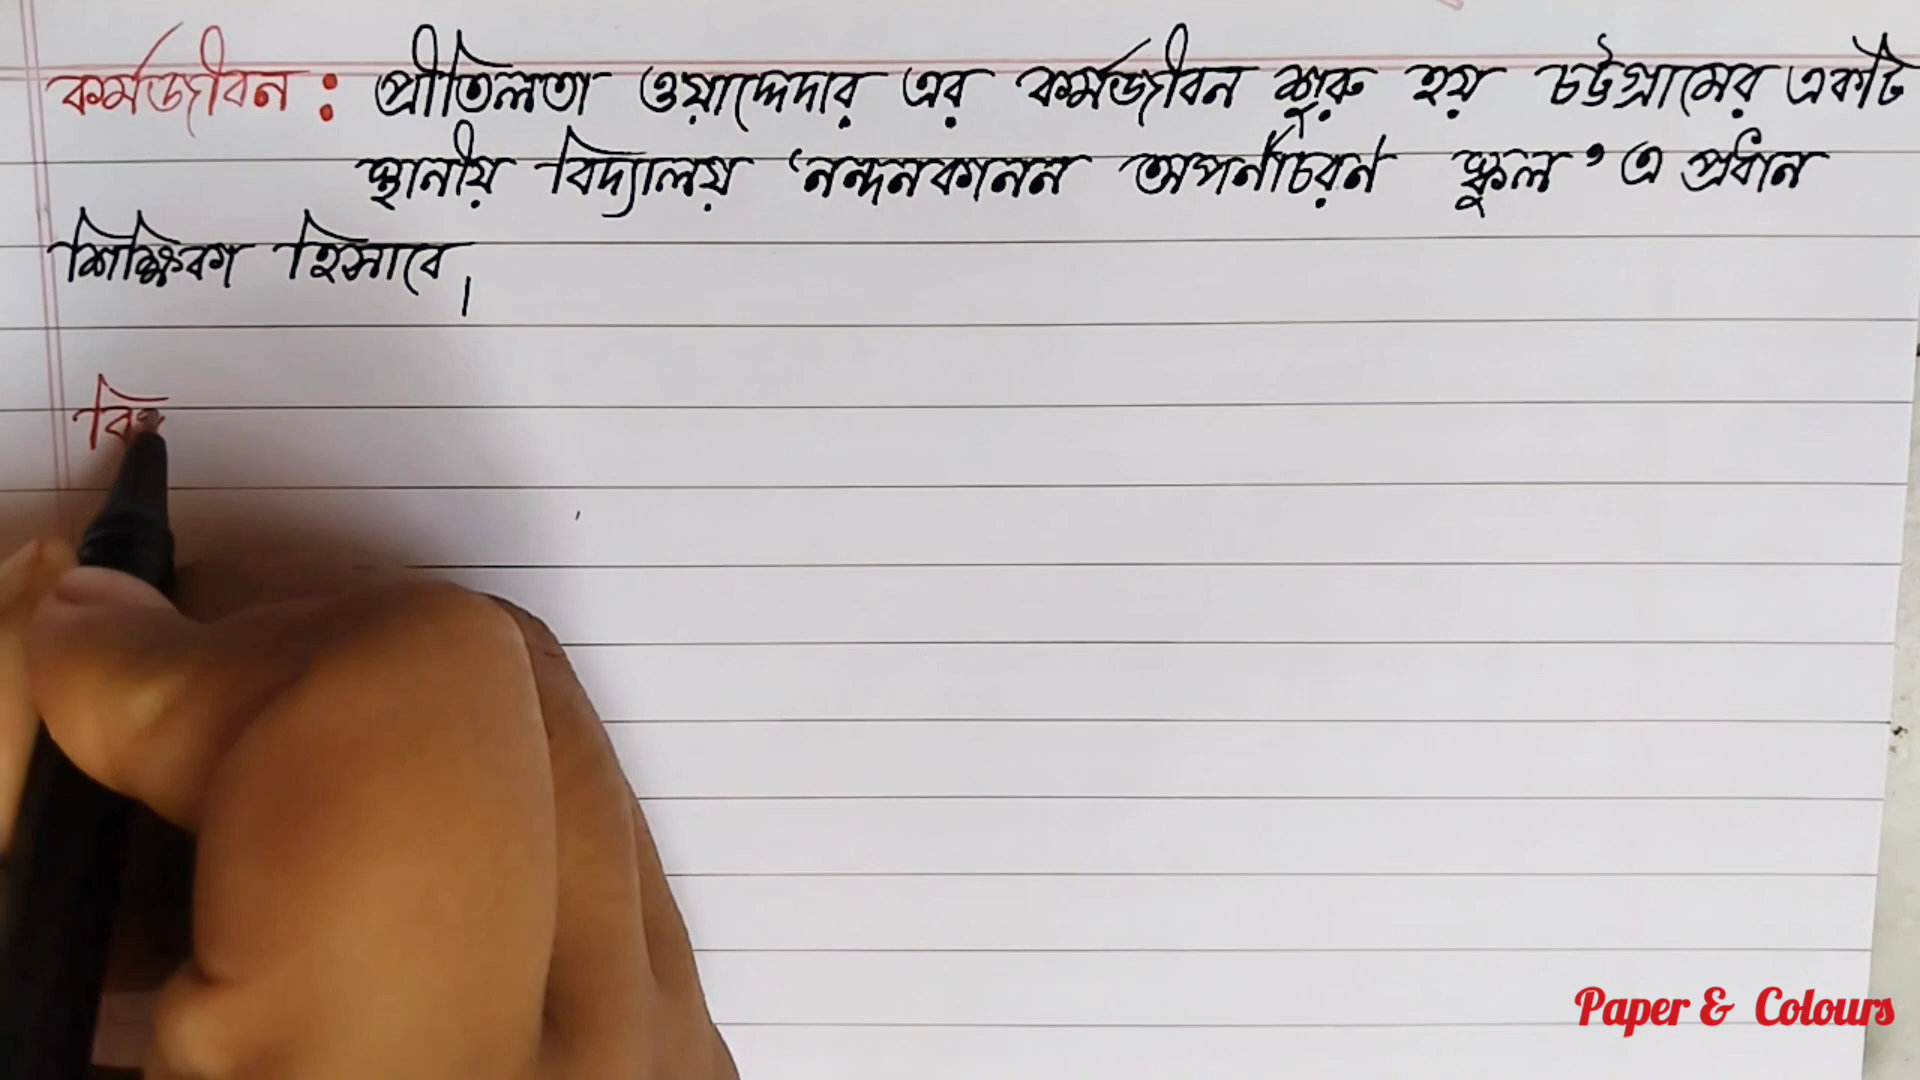 কর্মজীবন : প্রীতিলতা ওয়াদ্দেদার এর কর্মজীবন শুরু হয় চট্টগ্রামের একটি
স্থানীয় বিদ্যালয় ‘নন্দনকানন অপর্ণাচরণ স্কুল’ এ প্রধান
শিক্ষিকা হিসাবে।
Paper & Colours